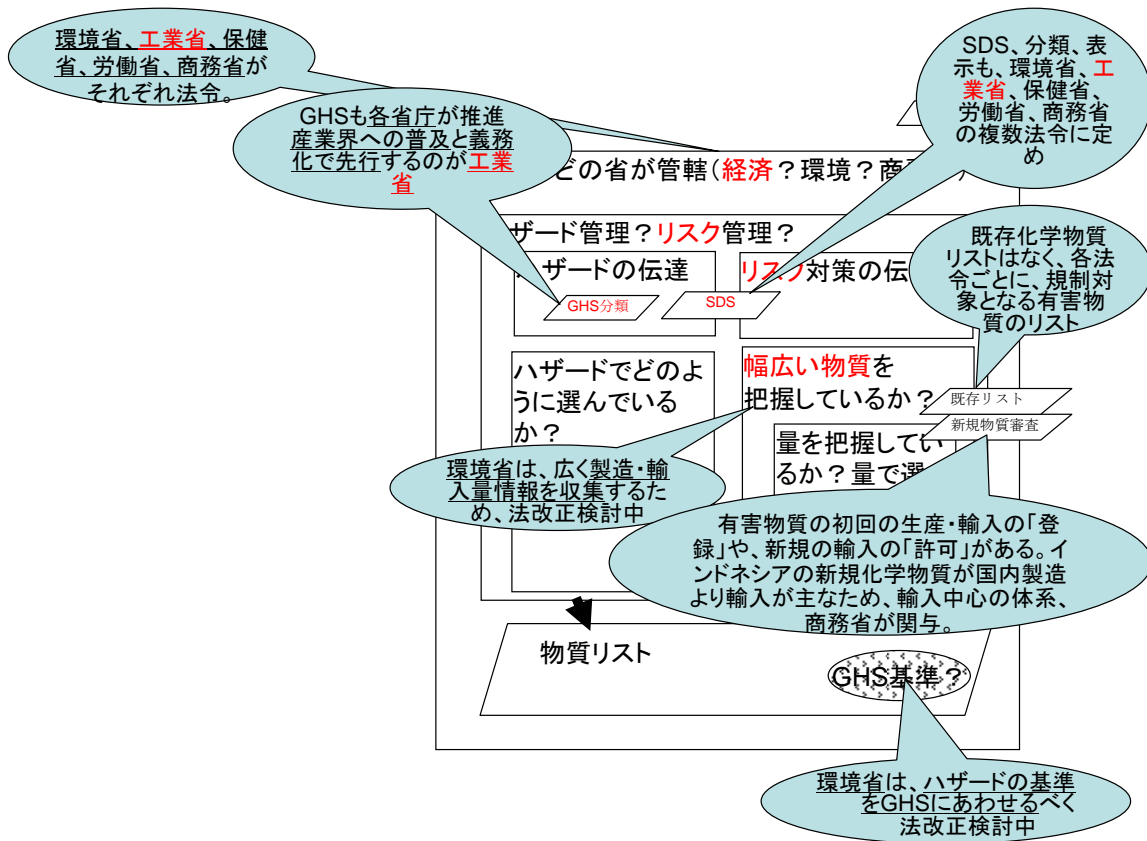 環境省、工業省、保健
省、労働省、商務省が
それぞれ法令。
SDS、分類、表
示も、環境省、工
業省、保健省、
労働省、商務省
の複数法令に定
め
GHSも各省庁が推進
産業界への普及と義務
化で先行するのが工業
省
どの省が管轄(経済？環境？商
ザード管理？リスク管理？
ザードの伝達
リスク対策の伝
GHS分類
SDS
既存化学物質
リストはなく、各法
令ごとに、規制対
象となる有害物
質のリスト
ハザードでどのよ
うに選んでいる
か？
幅広い物質を
把握しているか？
既存リスト
新規物質審査
量を把握してい
るか？量で選
環境省は、広く製造・輸
入量情報を収集するた
め、法改正検討中
有害物質の初回の生産・輸入の「登
録」や、新規の輸入の「許可」がある。イ
ンドネシアの新規化学物質が国内製造
より輸入が主なため、輸入中心の体系、
商務省が関与。
物質リスト
GHS基準？
環境省は、ハザードの基準
をGHSにあわせるべく
法改正検討中